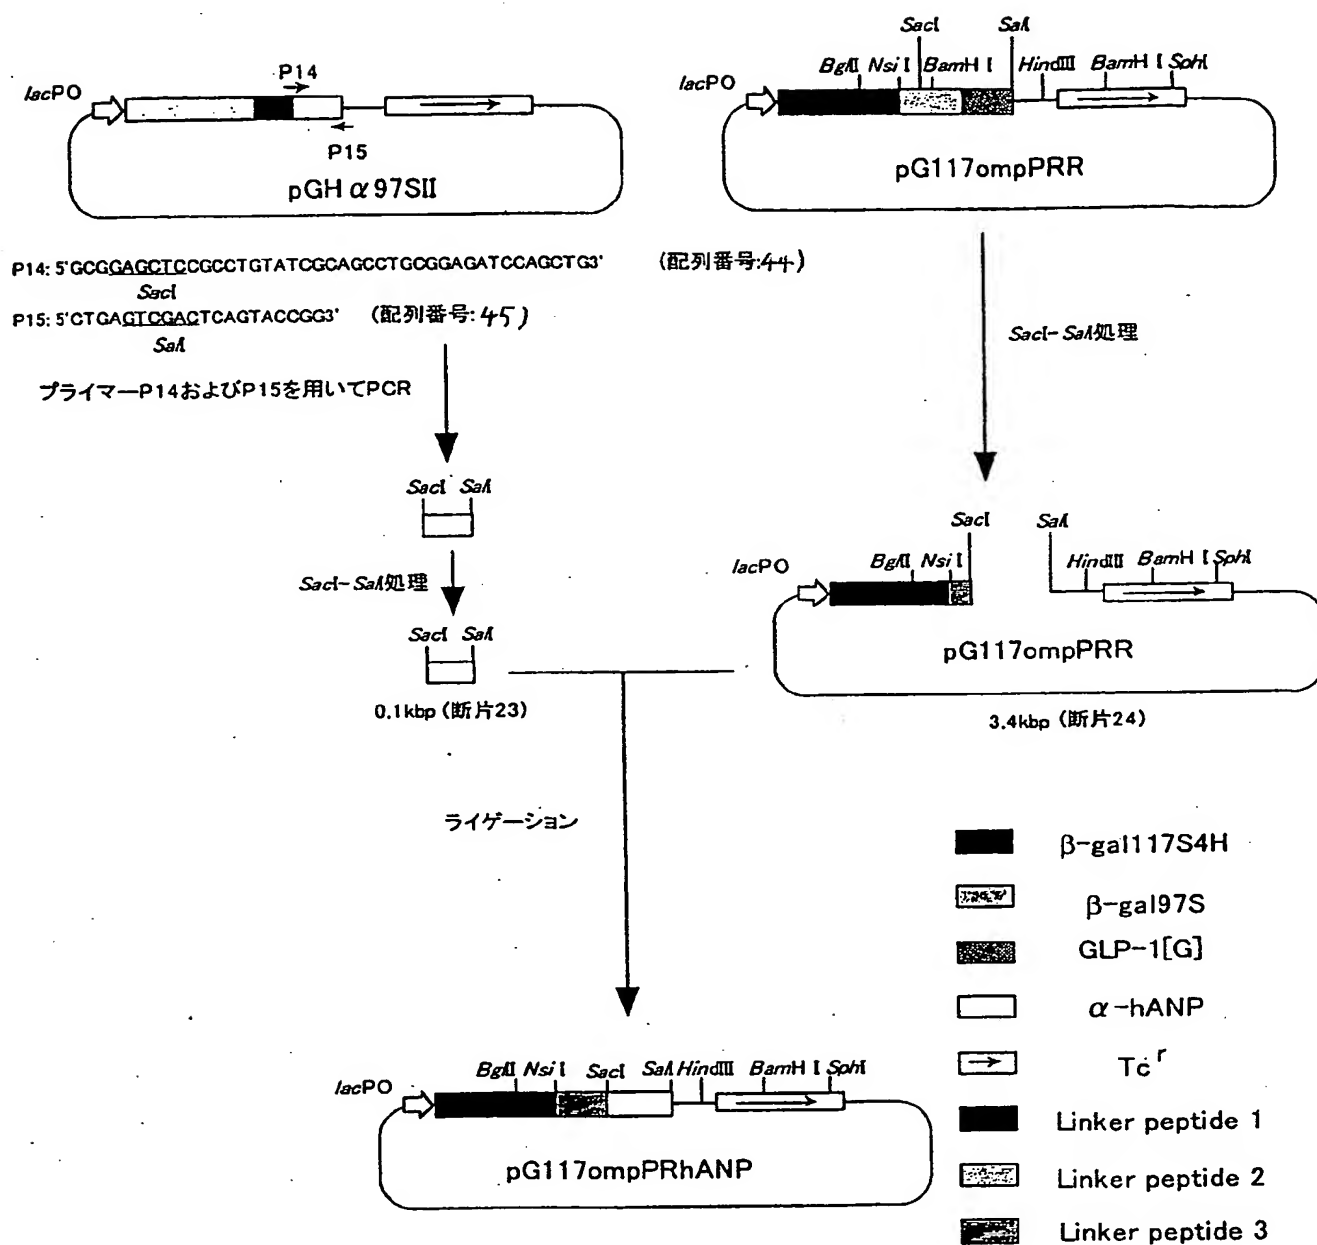 lacPO
P14
P15
pGH α97SII
SacI SalI
BglII NsiI BamHI HindIII BamHI SphI
lacPO
pG117ompPRR
P14: 5'GCGGAGCTCCGCCTGTATCGCAGCCTGCGGAGATCCAGCTG3' (配列番号:44)
SacI
P15: 5'CTGAGTCGACTCAGTACCGG3' (配列番号:45)
SalI
プライマーP14およびP15を用いてPCR
SacI-SalI処理
SacI SalI
SacI-SalI処理
SacI SalI
0.1kbp (断片23)
SacI SalI
BglII NsiI HindIII BamHI SphI
lacPO
pG117ompPRR
3.4kbp (断片24)
ライゲーション
BglII NsiI SacI SalI HindIII BamHI SphI
lacPO
pG117ompPRhANP
β-gal117S4H
β-gal97S
GLP-1[G]
α-hANP
Tc r
Linker peptide 1
Linker peptide 2
Linker peptide 3